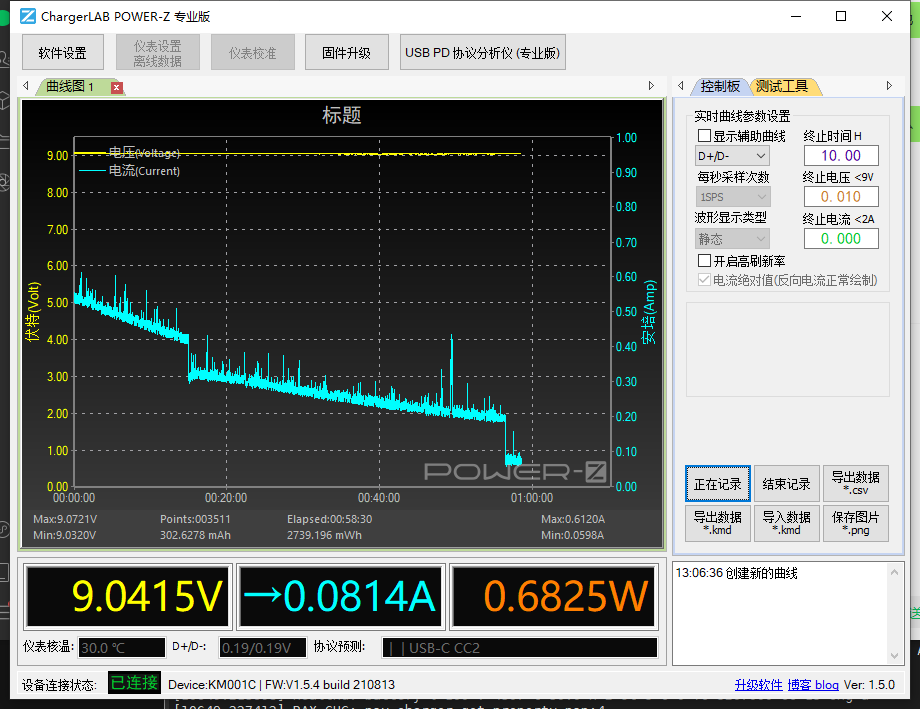 ChargerLAB POWER-Z 专业版
软件设置
仪表设置
离线数据
仪表校准
固件升级
USB PD 协议分析仪 (专业版)
曲线图 1
标题
电压(Voltage)
电流(Current)
伏特(Volt)
9.00
8.00
7.00
6.00
5.00
4.00
3.00
2.00
1.00
0.00
1.00
0.90
0.80
0.70
0.60
0.50
0.40
0.30
0.20
0.10
0.00
安培(Amp)
POWER-Z
00:00:00
00:20:00
00:40:00
01:00:00
Max:9.0721V
Points:003511
Elapsed:00:58:30
Max:0.6120A
Min:9.0320V
302.6278 mAh
2739.196 mWh
Min:0.0598A
9.0415V
→0.0814A
0.6825W
仪表核温:
30.0 ℃
D+/D-:
0.19/0.19V
协议预测:
| | USB-C CC2
控制板
测试工具
实时曲线参数设置
显示辅助曲线
终止时间 H
D+/D-
10.00
每秒采样次数
终止电压 <9V
1SPS
0.010
波形显示类型
终止电流 <2A
静态
0.000
开启高刷新率
电流绝对值(反向电流正常绘制)
正在记录
结束记录
导出数据
*.csv
导出数据
*.kmd
导入数据
*.kmd
保存图片
*.png
13:06:36 创建新的曲线
设备连接状态:
已连接
Device:KM001C | FW:V1.5.4 build 210813
升级软件
博客 blog
Ver: 1.5.0